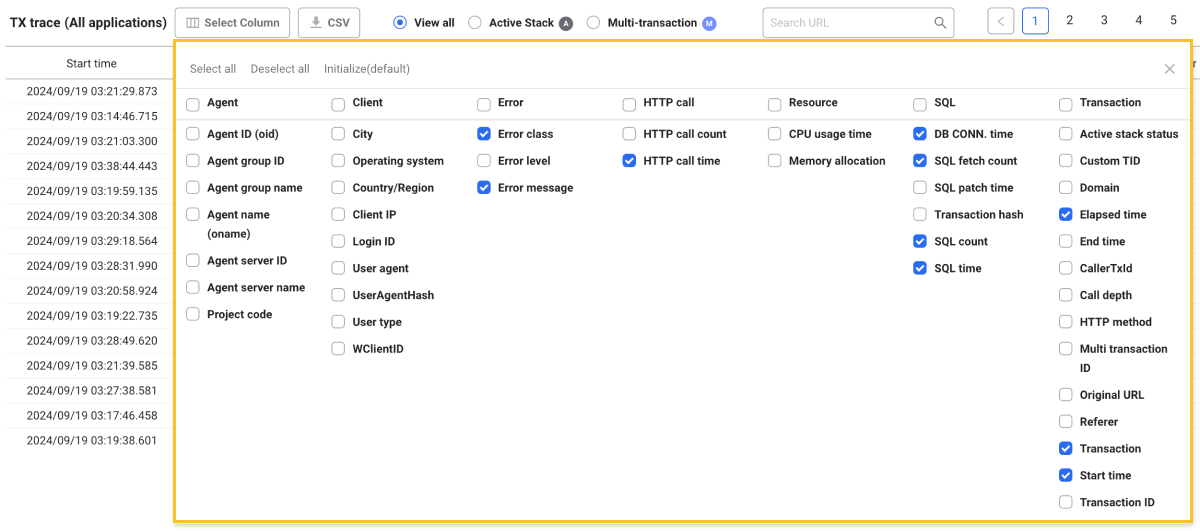 TX trace (All applications) Select Column CSV View all Active Stack A Multi-transaction M Search URL < 1 2 3 4 5
Select all Deselect all Initialize(default)
Start time
2024/09/19 03:21:29.873
2024/09/19 03:14:46.715
2024/09/19 03:21:03.300
2024/09/19 03:38:44.443
2024/09/19 03:19:59.135
2024/09/19 03:20:34.308
2024/09/19 03:29:18.564
2024/09/19 03:28:31.990
2024/09/19 03:20:58.924
2024/09/19 03:19:22.735
2024/09/19 03:28:49.620
2024/09/19 03:21:39.585
2024/09/19 03:27:38.581
2024/09/19 03:17:46.458
2024/09/19 03:19:38.601
Agent
Agent ID (oid)
Agent group ID
Agent group name
Agent name
(oname)
Agent server ID
Agent server name
Project code
Client
City
Operating system
Country/Region
Client IP
Login ID
User agent
UserAgentHash
User type
WClientID
Error
Error class
Error level
Error message
HTTP call
HTTP call count
HTTP call time
Resource
CPU usage time
Memory allocation
SQL
DB CONN. time
SQL fetch count
SQL patch time
Transaction hash
SQL count
SQL time
Transaction
Active stack status
Custom TID
Domain
Elapsed time
End time
CallerTxId
Call depth
HTTP method
Multi transaction
ID
Original URL
Referer
Transaction
Start time
Transaction ID